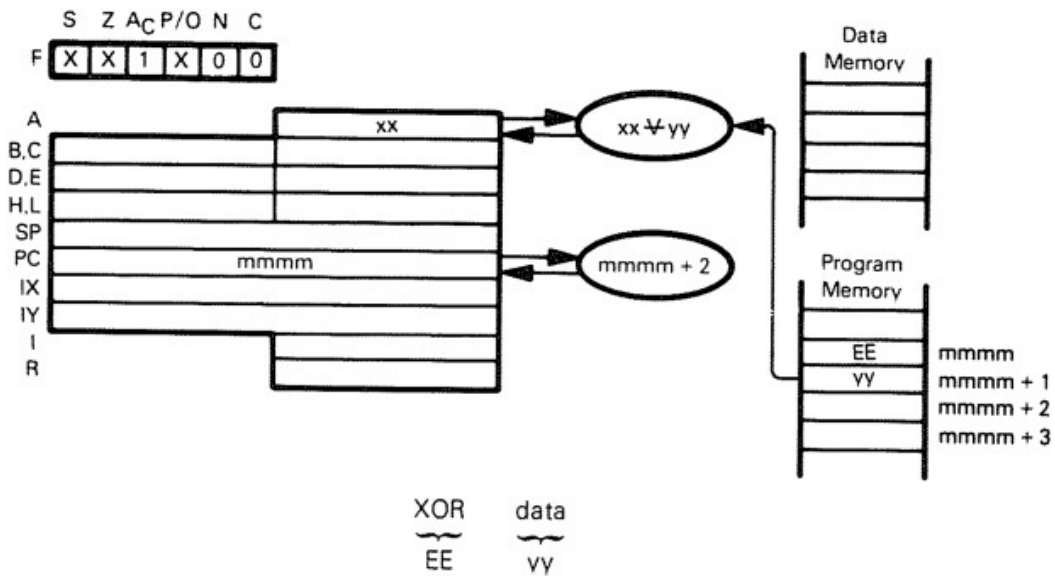 S Z AC P/O N C
F X X 1 X 0 0
Data
Memory
A xx xx ⊻ yy
B,C
D,E
H,L
SP
PC mmmm mmmm + 2
IX
IY
I
R
Program
Memory
EE mmmm
yy mmmm + 1
mmmm + 2
mmmm + 3
XOR data
EE yy